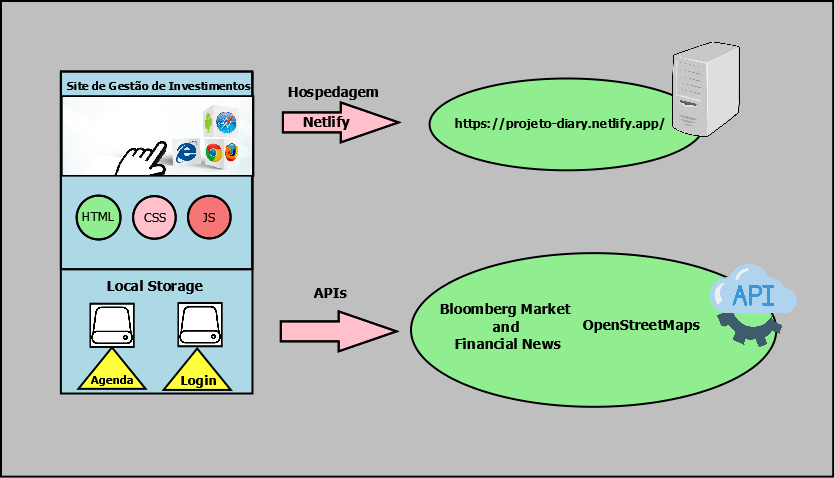 Site de Gestão de Investimentos
HTML
CSS
JS
Local Storage
Agenda
Login
Hospedagem
Netlify
https://projeto-diary.netlify.app/
APIs
Bloomberg Market
and
Financial News
OpenStreetMaps
API